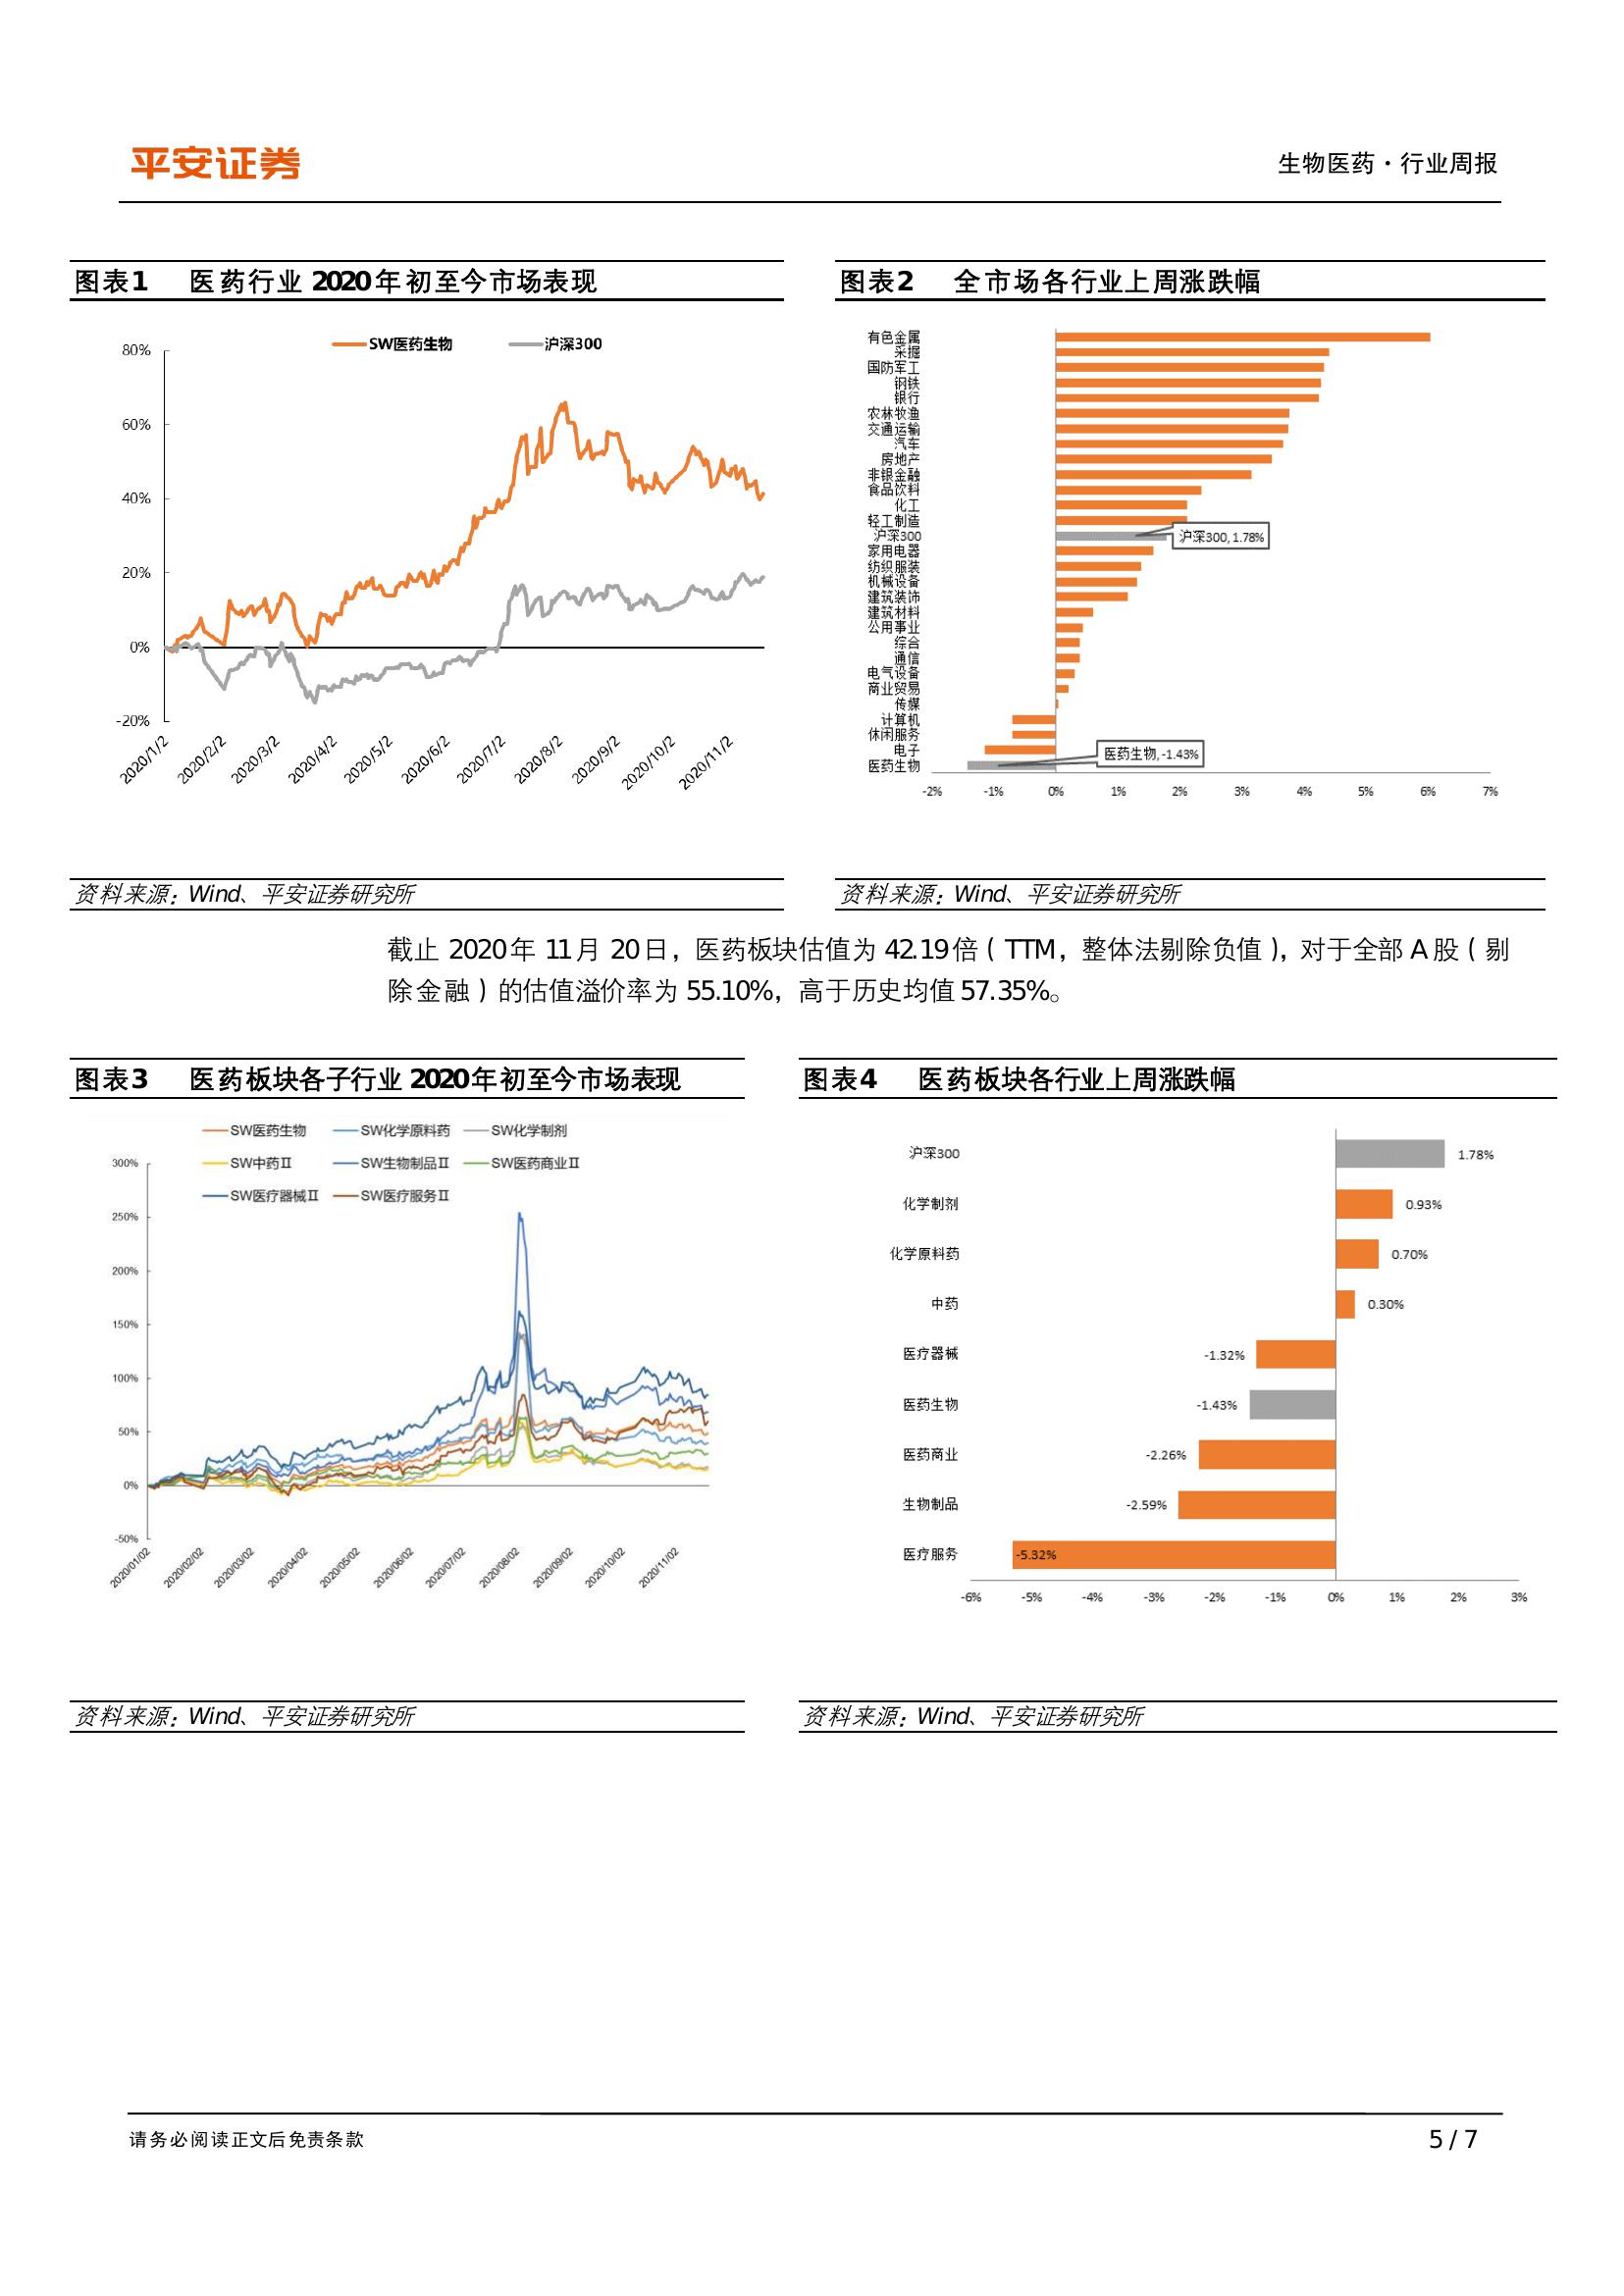 平安证券
生物医药·行业周报
图表1 医药行业 2020年初至今市场表现
SW医药生物 沪深300
80%
60%
40%
20%
0%
-20%
2020/1/2 2020/2/2 2020/3/2 2020/4/2 2020/5/2 2020/6/2 2020/7/2 2020/8/2 2020/9/2 2020/10/2 2020/11/2
资料来源：Wind、平安证券研究所
图表2 全市场各行业上周涨跌幅
有色金属
采掘
国防军工
钢铁
银行
农林牧渔
交通运输
汽车
房地产
非银金融
食品饮料
化工
轻工制造
沪深300 沪深300, 1.78%
家用电器
纺织服装
机械设备
建筑装饰
建筑材料
公用事业
综合
通信
电气设备
商业贸易
传媒
计算机
休闲服务
电子
医药生物 医药生物, -1.43%
-2% -1% 0% 1% 2% 3% 4% 5% 6% 7%
资料来源：Wind、平安证券研究所
截止 2020年 11月 20日，医药板块估值为 42.19倍（TTM，整体法剔除负值），对于全部 A股（剔
除金融）的估值溢价率为 55.10%，高于历史均值57.35%。
图表3 医药板块各子行业 2020年初至今市场表现
SW医药生物 SW化学原料药 SW化学制剂
SW中药Ⅱ SW生物制品Ⅱ SW医药商业Ⅱ
SW医疗器械Ⅱ SW医疗服务Ⅱ
300%
250%
200%
150%
100%
50%
0%
-50%
2020/01/02 2020/02/02 2020/03/02 2020/04/02 2020/05/02 2020/06/02 2020/07/02 2020/08/02 2020/09/02 2020/10/02 2020/11/02
资料来源：Wind、平安证券研究所
图表4 医药板块各行业上周涨跌幅
沪深300 1.78%
化学制剂 0.93%
化学原料药 0.70%
中药 0.30%
医疗器械 -1.32%
医药生物 -1.43%
医药商业 -2.26%
生物制品 -2.59%
医疗服务 -5.32%
-6% -5% -4% -3% -2% -1% 0% 1% 2% 3%
资料来源：Wind、平安证券研究所
请务必阅读正文后免责条款
5 / 7